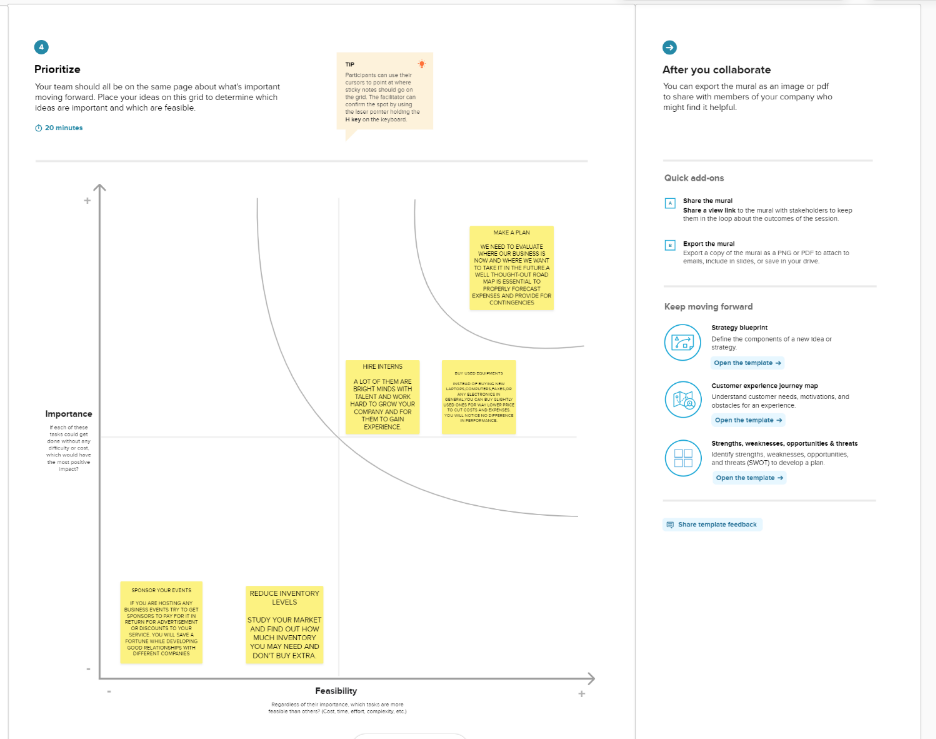 4
Prioritize
Your team should all be on the same page about what's important
moving forward. Place your ideas on this grid to determine which
ideas are important and which are feasible.
20 minutes
TIP
Participants can use their
cursors to point at where
sticky notes should go on
the grid. The facilitator can
confirm the spot by using
the laser pointer holding the
H key on the keyboard.
+
Importance
If each of these
tasks could get
done without any
difficulty or cost,
which would have
the most positive
impact?
-
MAKE A PLAN
WE NEED TO EVALUATE
WHERE OUR BUSINESS IS
NOW AND WHERE WE WANT
TO TAKE IT IN THE FUTURE.A
WELL THOUGHT-OUT ROAD
MAP IS ESSENTIAL TO
PROPERLY FORECAST
EXPENSES AND PROVIDE FOR
CONTINGENCIES.
HIRE INTERNS
A LOT OF THEM ARE
BRIGHT MINDS WITH
TALENT AND WORK
HARD TO GROW YOUR
COMPANY AND FOR
THEM TO GAIN
EXPERIENCE.
BUY USED EQUIPMENTS
INSTEAD OF BUYING NEW
ANY ELECTRONICS IN
GENERAL,YOU CAN BUY SLIGHTLY
USED ONES FOR WAY LOWER PRICE
TO CUT COSTS AND EXPENSES.
YOU WILL NOTICE NO DIFFERENCE
IN PERFORMANCE.
SPONSOR YOUR EVENTS
IF YOU ARE HOSTING ANY
BUSINESS EVENTS TRY TO GET
SPONSORS TO PAY FOR IT IN
RETURN FOR ADVERTISEMENT
OR DISCOUNTS TO YOUR
SERVICE. YOU WILL SAVE A
FORTUNE WHILE DEVELOPING
GOOD RELATIONSHIPS WITH
DIFFERENT COMPANIES
REDUCE INVENTORY
LEVELS
STUDY YOUR MARKET
AND FIND OUT HOW
MUCH INVENTORY
YOU MAY NEED AND
DON'T BUY EXTRA.
-
Feasibility
+
Regardless of their importance, which tasks are more
feasible than others? (Cost, time, effort, complexity, etc.)
After you collaborate
You can export the mural as an image or pdf
to share with members of your company who
might find it helpful.
Quick add-ons
A
Share the mural
Share a view link to the mural with stakeholders to keep
them in the loop about the outcomes of the session.
B
Export the mural
Export a copy of the mural as a PNG or PDF to attach to
emails, include in slides, or save in your drive.
Keep moving forward
Strategy blueprint
Define the components of a new idea or
strategy.
Open the template →
Customer experience journey map
Understand customer needs, motivations, and
obstacles for an experience.
Open the template →
Strengths, weaknesses, opportunities & threats
Identify strengths, weaknesses, opportunities,
and threats (SWOT) to develop a plan.
Open the template →
Share template feedback